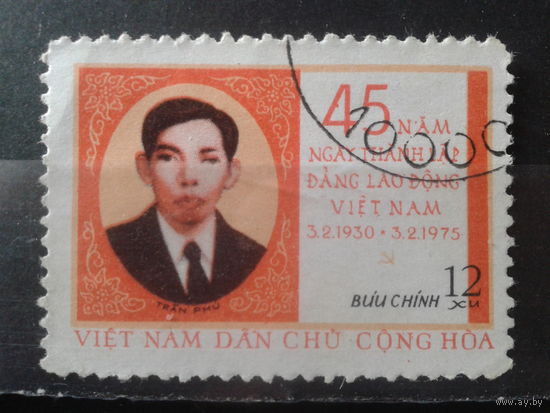 45 NĂM
NGÀY THÀNH LẬP
ĐẢNG LAO ĐỘNG
VIỆT NAM
3.2.1930 * 3.2.1975
10000
TRẦN PHÚ
BƯU CHÍNH 12
XU
VIỆT NAM DÂN CHỦ CỘNG HÒA
www.ay.by